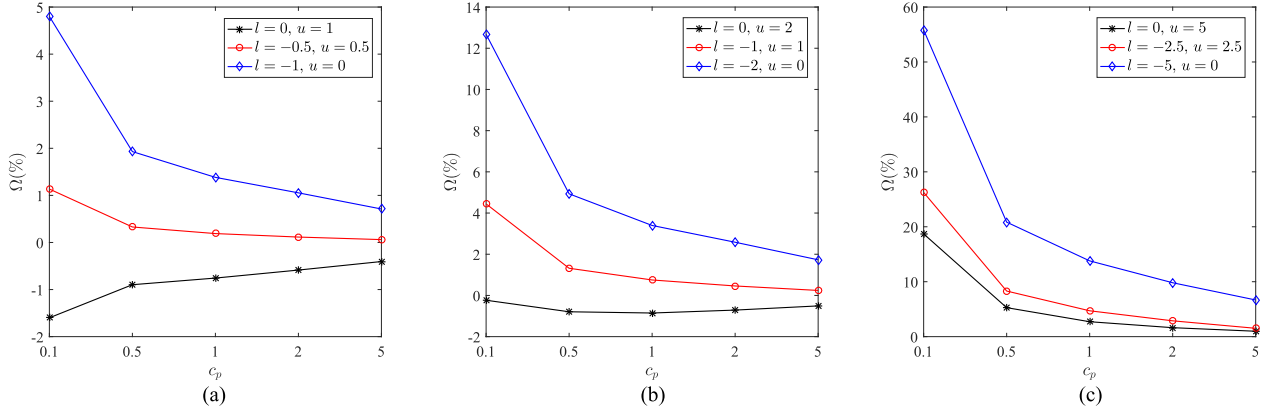 5
4
3
2
1
0
-1
-2
Ω(%)
l = 0, u = 1
l = −0.5, u = 0.5
l = −1, u = 0
0.1 0.5 1 2 5
c_p
(a)
14
12
10
8
6
4
2
0
-2
Ω(%)
l = 0, u = 2
l = −1, u = 1
l = −2, u = 0
0.1 0.5 1 2 5
c_p
(b)
60
50
40
30
20
10
0
Ω(%)
l = 0, u = 5
l = −2.5, u = 2.5
l = −5, u = 0
0.1 0.5 1 2 5
c_p
(c)